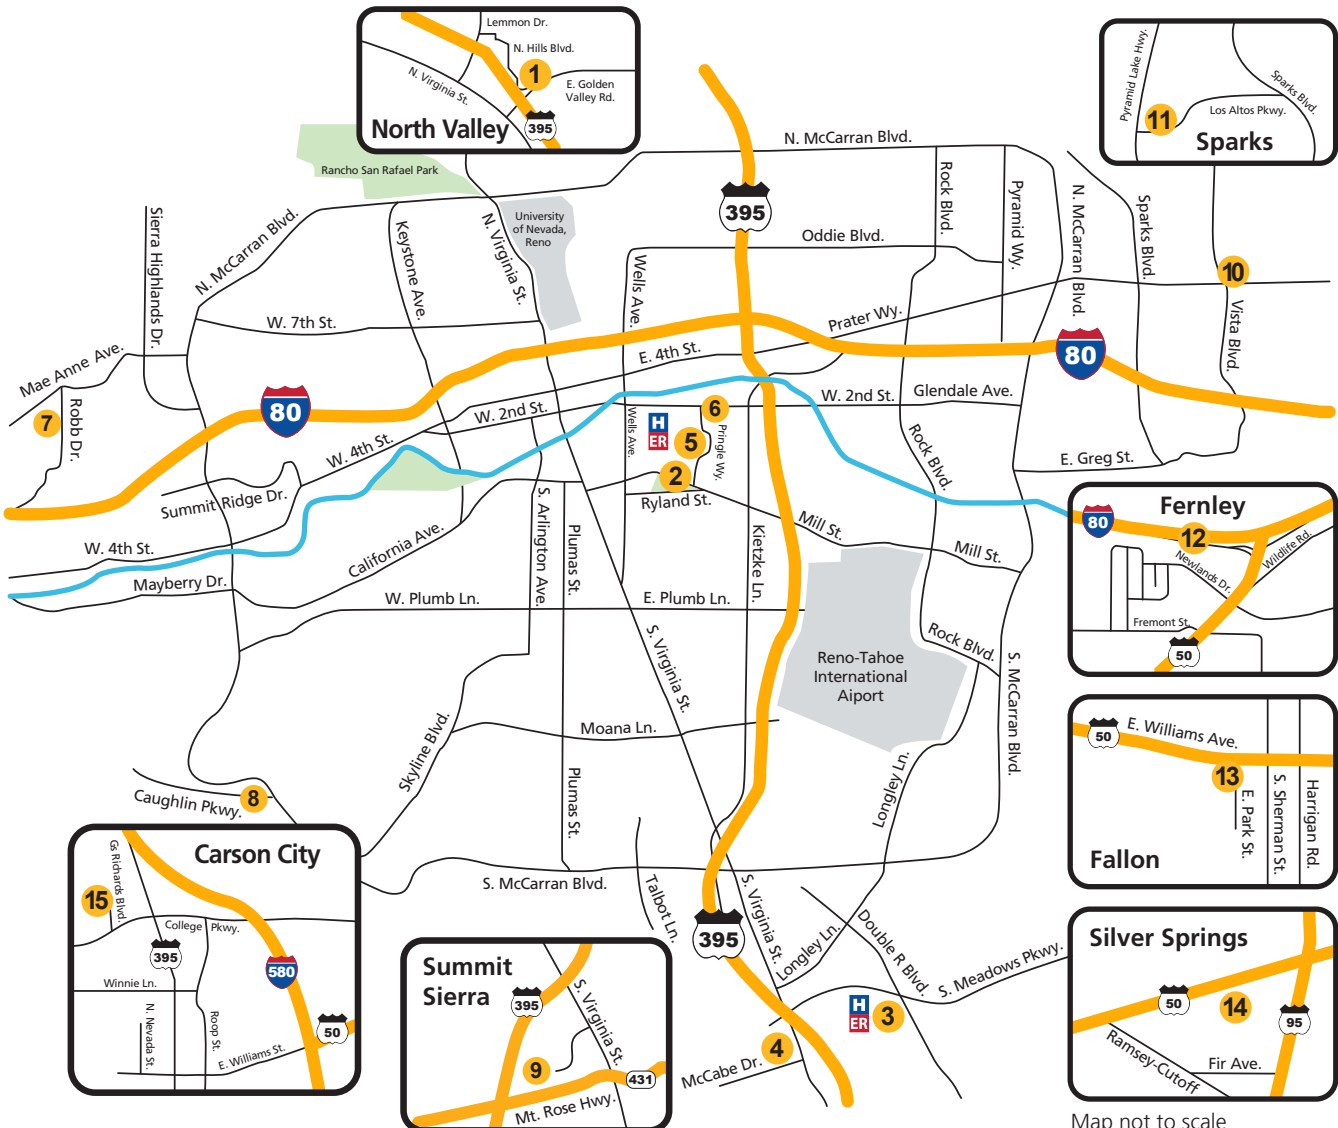 Lemmon Dr.
N. Hills Blvd.
1
E. Golden
Valley Rd.
N. Virginia St.
395
North Valley
Pyramid Lake Hwy.
Sparks Blvd.
11
Los Altos Pkwy.
Sparks
N. McCarran Blvd.
Rancho San Rafael Park
395
Rock Blvd.
Pyramid Wy.
N. McCarran Blvd.
Sparks Blvd.
Sierra Highlands Dr.
N. McCarran Blvd.
Keystone Ave.
N. Virginia St.
University
of Nevada,
Reno
Wells Ave.
Oddie Blvd.
10
Vista Blvd.
W. 7th St.
Prater Wy.
E. 4th St.
80
Mae Anne Ave.
7
Robb Dr.
80
W. 2nd St.
W. 4th St.
Wells Ave.
H
ER
5
6
Pringle Wy.
2
W. 2nd St.
Glendale Ave.
Rock Blvd.
E. Greg St.
Summit Ridge Dr.
Ryland St.
Mill St.
Mill St.
S. Arlington Ave.
Plumas St.
Kietzke Ln.
W. 4th St.
California Ave.
Mayberry Dr.
W. Plumb Ln.
E. Plumb Ln.
Fernley
80
12
Newlands Dr.
Wildlife Rd.
Fremont St.
50
S. Virginia St.
Rock Blvd.
Reno-Tahoe
International
Aiport
S. McCarran Blvd.
Skyline Blvd.
Moana Ln.
Plumas St.
Longley Ln.
50
E. Williams Ave.
13
E. Park St.
S. Sherman St.
Harrigan Rd.
Fallon
Caughlin Pkwy.
8
Carson City
Gs Richards Blvd.
15
College Pkwy.
395
580
Winnie Ln.
N. Nevada St.
Roop St.
E. Williams St.
50
S. McCarran Blvd.
Talbot Ln.
S. Virginia St.
395
Longley Ln.
Double R Blvd.
S. Meadows Pkwy.
H
ER
3
4
McCabe Dr.
Summit
Sierra
395
S. Virginia St.
9
431
Mt. Rose Hwy.
Silver Springs
50
14
95
Ramsey-Cutoff
Fir Ave.
Map not to scale